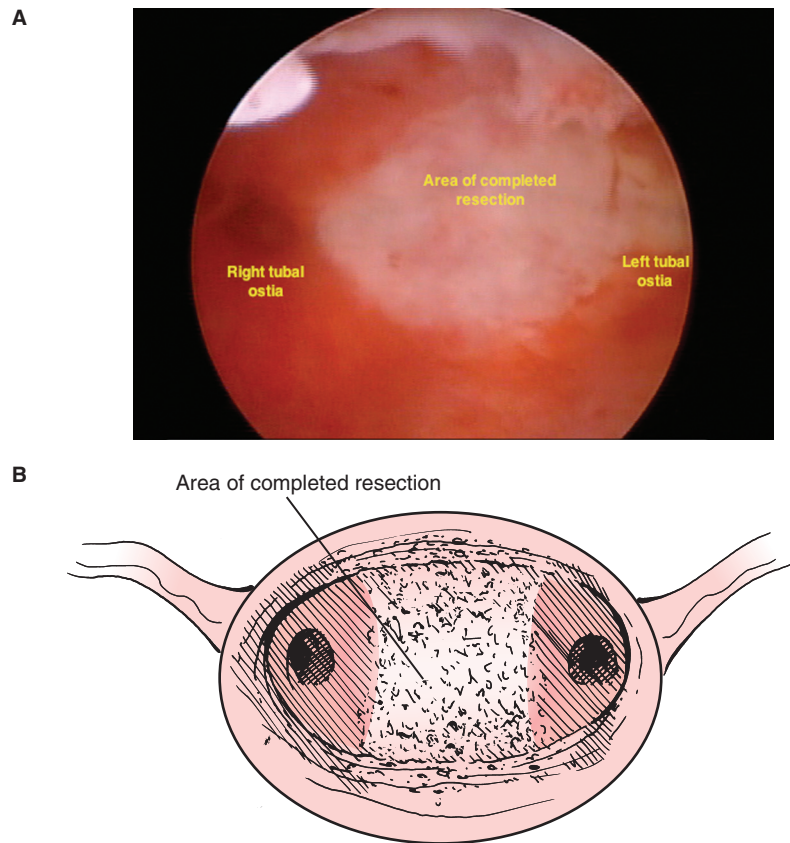 A
Area of completed
resection
Right tubal
ostia
Left tubal
ostia
B
Area of completed resection